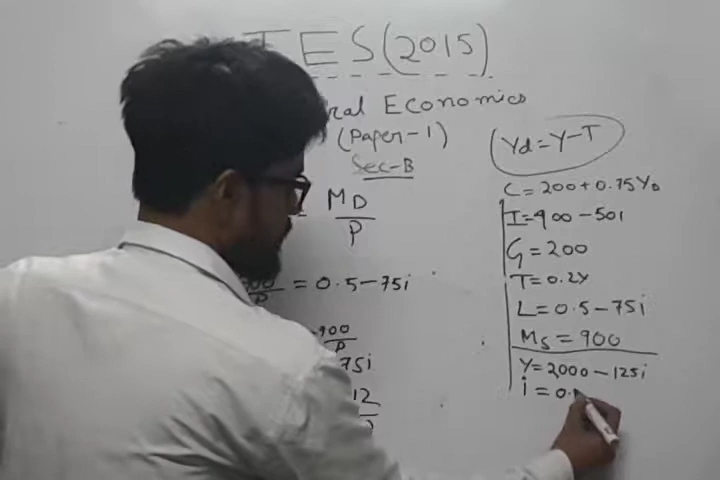 IES(2015)
ral Economics
(Paper-1)
Sec-B
Yd=Y-T
= MD/P
/P = 0.5-75i
900/P
75i
12
C=200+0.75YD
I=900-50i
G=200
T=0.2Y
L=0.5-75i
Ms=900
Y=2000-125i
i=0.